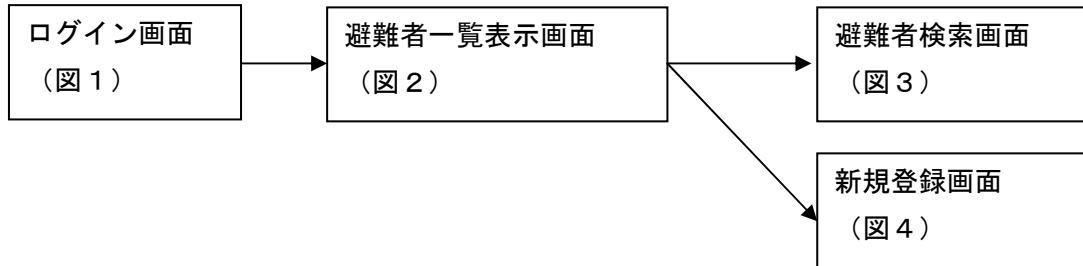 ログイン画面
（図１）
避難者一覧表示画面
（図２）
避難者検索画面
（図３）
新規登録画面
（図４）